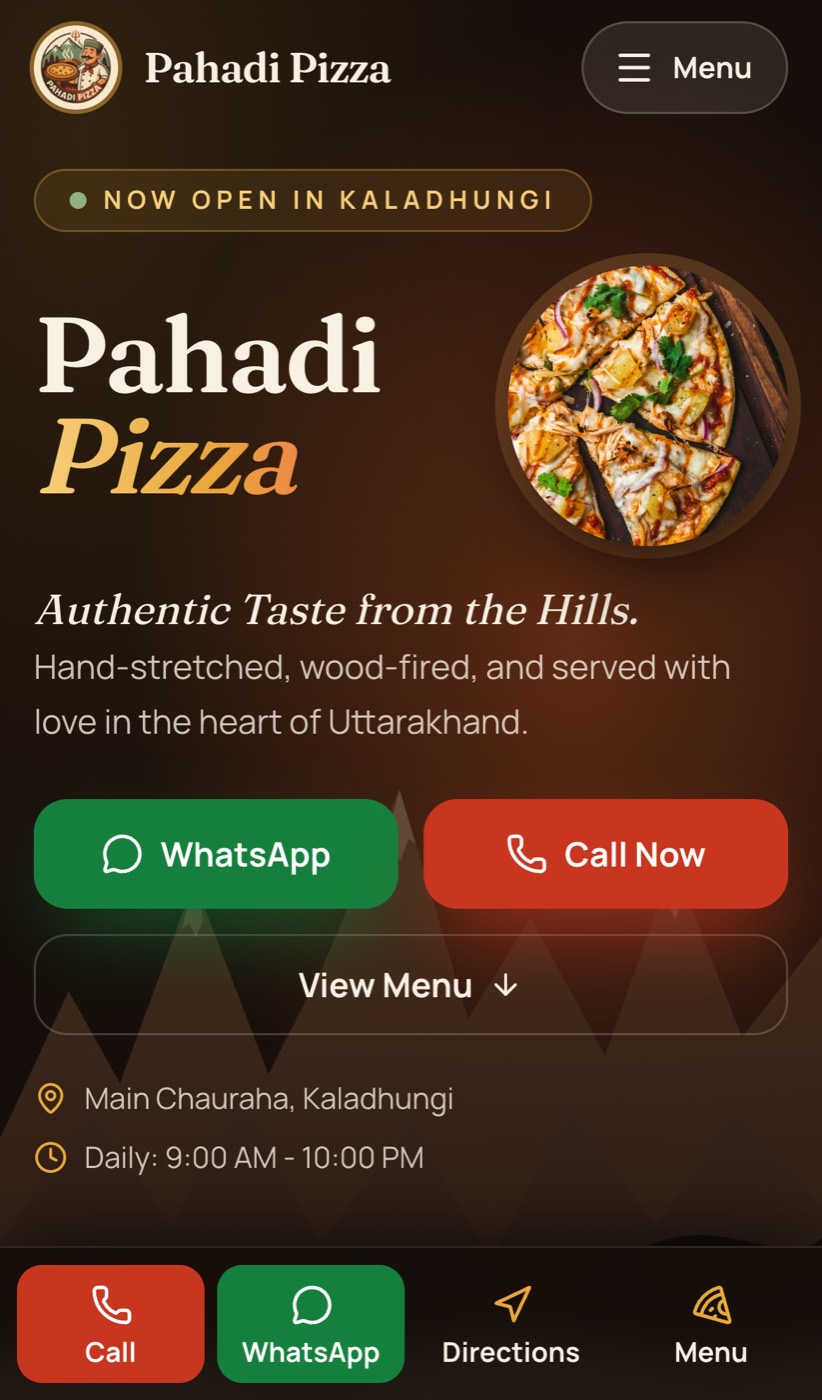 PAHADI PIZZA
Pahadi Pizza
Menu
NOW OPEN IN KALADHUNGI
Pahadi
Pizza
Authentic Taste from the Hills.
Hand-stretched, wood-fired, and served with
love in the heart of Uttarakhand.
WhatsApp
Call Now
View Menu ↓
Main Chauraha, Kaladhungi
Daily: 9:00 AM - 10:00 PM
Call
WhatsApp
Directions
Menu